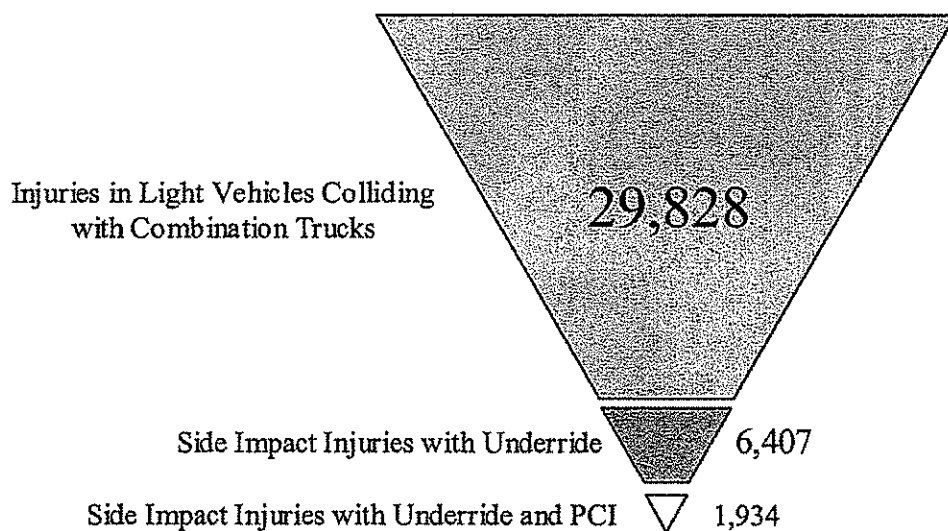 Injuries in Light Vehicles Colliding
with Combination Trucks
29,828
Side Impact Injuries with Underride
6,407
Side Impact Injuries with Underride and PCI
1,934